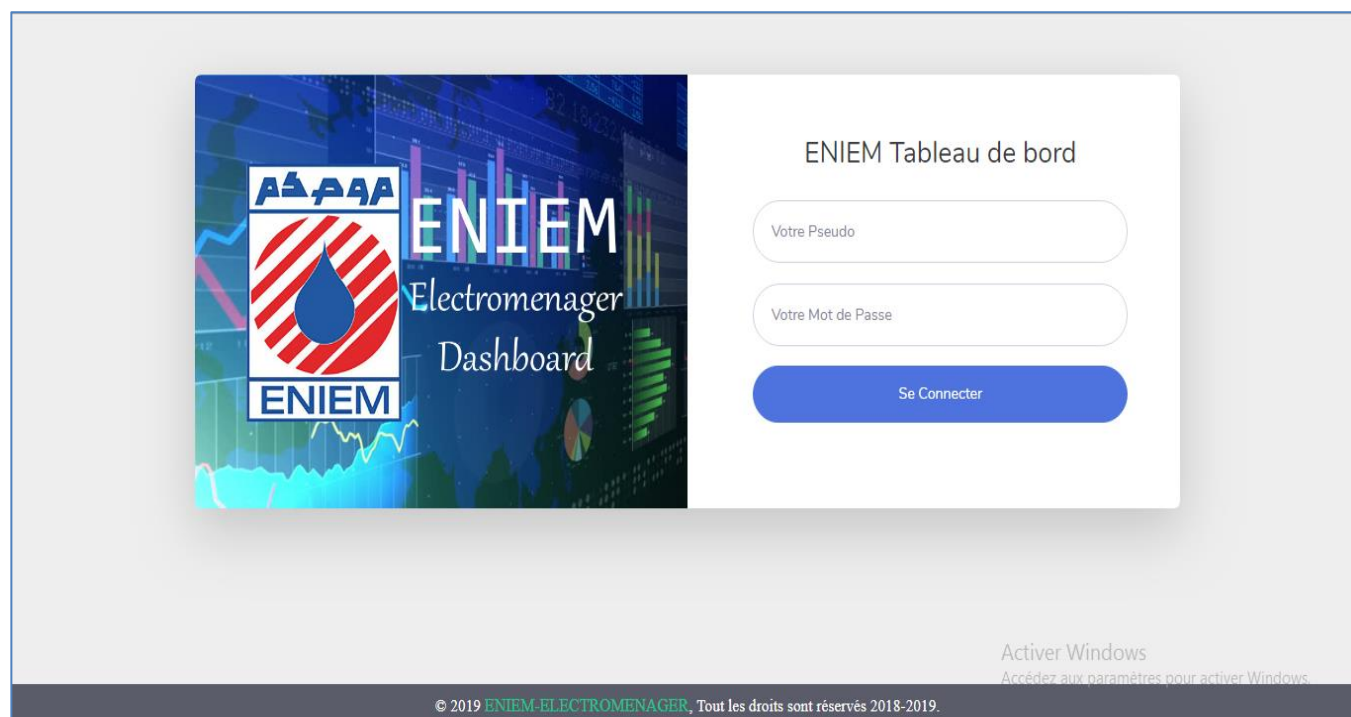 ENIEM
ENIEM
Electromenager
Dashboard
ENIEM Tableau de bord
Votre Pseudo
Votre Mot de Passe
Se Connecter
Activer Windows
Accédez aux paramètres pour activer Windows.
© 2019 ENIEM-ELECTROMENAGER, Tout les droits sont réservés 2018-2019.